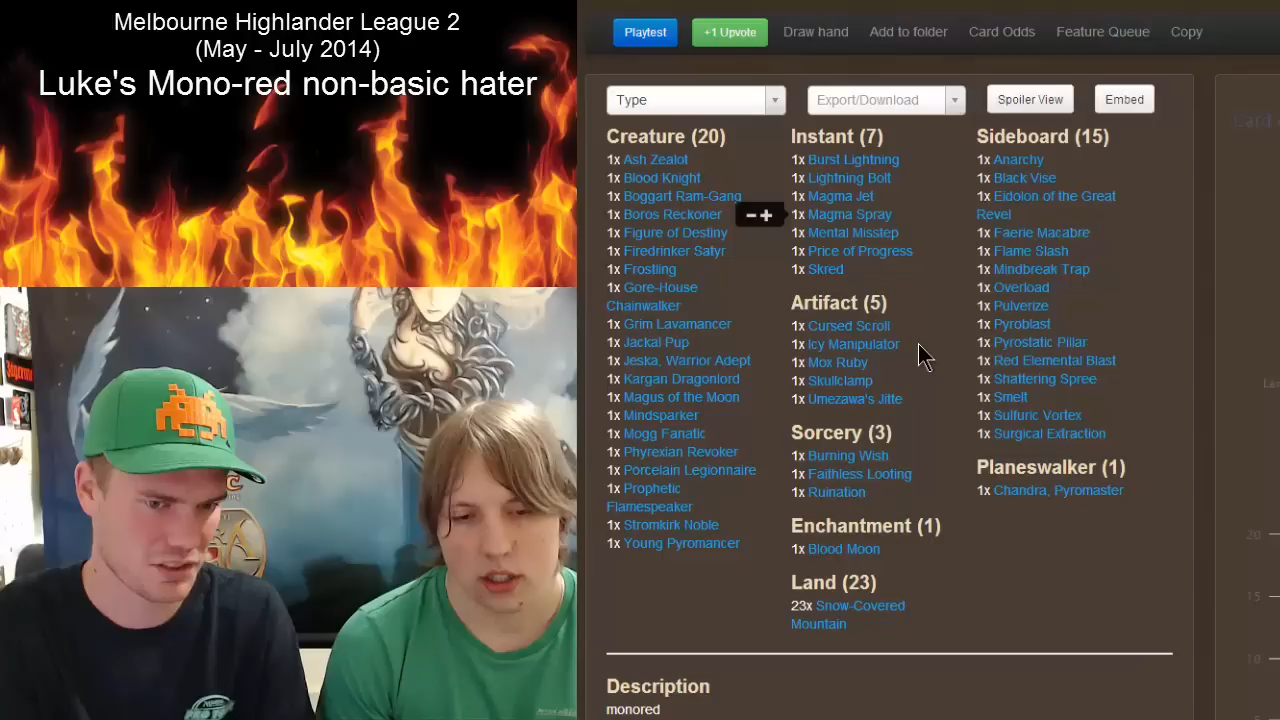 Melbourne Highlander League 2
(May - July 2014)
Luke's Mono-red non-basic hater
Playtest
+1 Upvote
Draw hand
Add to folder
Card Odds
Feature Queue
Copy
Type
Export/Download
Spoiler View
Embed
Creature (20)
1x Ash Zealot
1x Blood Knight
1x Boggart Ram-Gang
1x Boros Reckoner
1x Figure of Destiny
1x Firedrinker Satyr
1x Frostling
1x Gore-House
Chainwalker
1x Grim Lavamancer
1x Jackal Pup
1x Jeska, Warrior Adept
1x Kargan Dragonlord
1x Magus of the Moon
1x Mindsparker
1x Mogg Fanatic
1x Phyrexian Revoker
1x Porcelain Legionnaire
1x Prophetic
Flamespeaker
1x Stromkirk Noble
1x Young Pyromancer
Instant (7)
1x Burst Lightning
1x Lightning Bolt
1x Magma Jet
1x Magma Spray
1x Mental Misstep
1x Price of Progress
1x Skred
Artifact (5)
1x Cursed Scroll
1x Icy Manipulator
1x Mox Ruby
1x Skullclamp
1x Umezawa's Jitte
Sorcery (3)
1x Burning Wish
1x Faithless Looting
1x Ruination
Enchantment (1)
1x Blood Moon
Land (23)
23x Snow-Covered
Mountain
Sideboard (15)
1x Anarchy
1x Black Vise
1x Eidolon of the Great
Revel
1x Faerie Macabre
1x Flame Slash
1x Mindbreak Trap
1x Overload
1x Pulverize
1x Pyroblast
1x Pyrostatic Pillar
1x Red Elemental Blast
1x Shattering Spree
1x Smelt
1x Sulfuric Vortex
1x Surgical Extraction
Planeswalker (1)
1x Chandra, Pyromaster
Description
monored
20
15
10